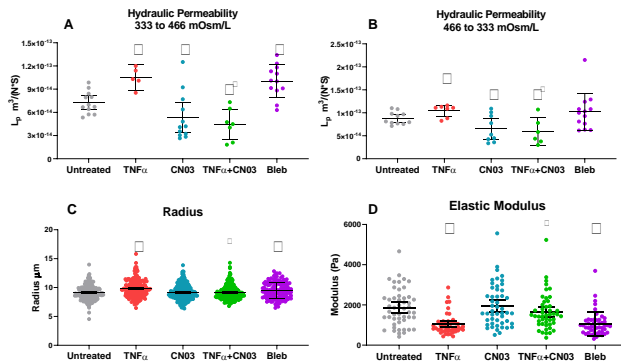 A
Hydraulic Permeability
333 to 466 mOsm/L
Lp m³/(N*S)
1.5×10⁻¹³
1.2×10⁻¹³
9×10⁻¹⁴
6×10⁻¹⁴
3×10⁻¹⁴
Untreated TNFα CN03 TNFα+CN03 Bleb
B
Hydraulic Permeability
466 to 333 mOsm/L
Lp m³/(N*S)
2.5×10⁻¹³
2.0×10⁻¹³
1.5×10⁻¹³
1.0×10⁻¹³
5.0×10⁻¹⁴
0
Untreated TNFα CN03 TNFα+CN03 Bleb
C
Radius
Radius µm
20
15
10
5
0
Untreated TNFα CN03 TNFα+CN03 Bleb
D
Elastic Modulus
Modulus (Pa)
6000
4000
2000
0
Untreated TNFα CN03 TNFα+CN03 Bleb